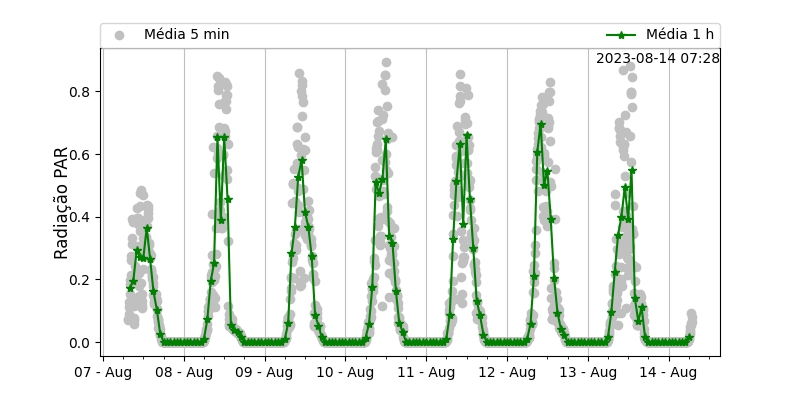 Média 5 min
Média 1 h
2023-08-14 07:28
Radiação PAR
0.8
0.6
0.4
0.2
0.0
07 - Aug
08 - Aug
09 - Aug
10 - Aug
11 - Aug
12 - Aug
13 - Aug
14 - Aug